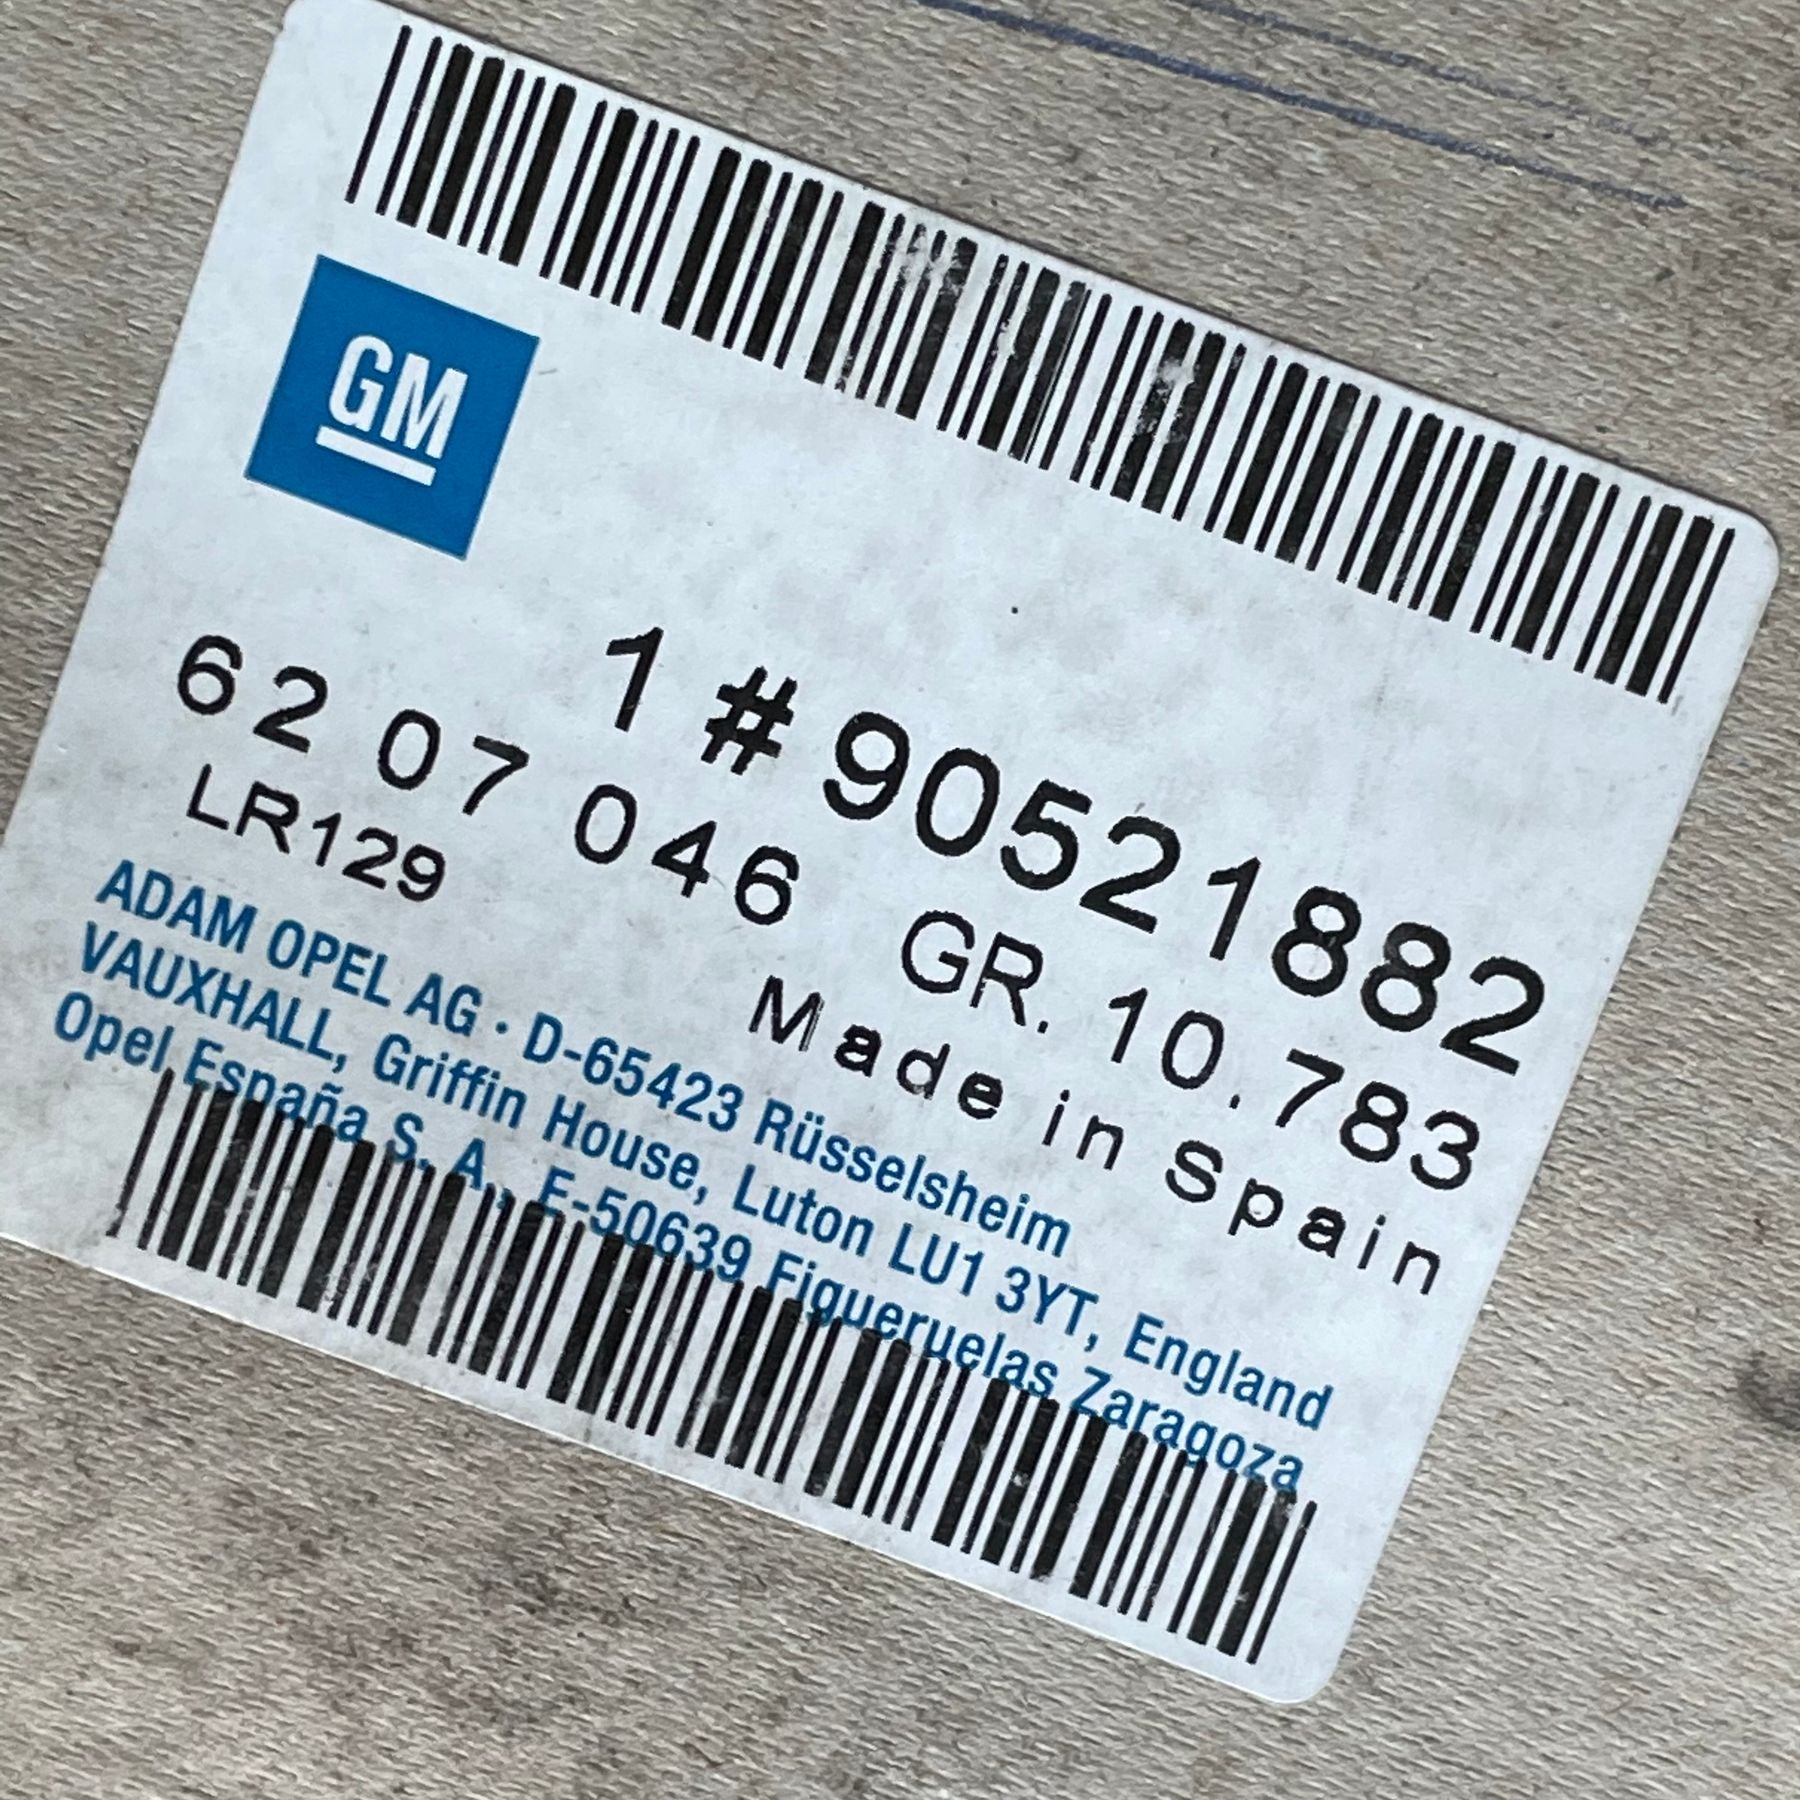 GM
1 # 90521882
62 07 046 GR. 10.783
LR129 Made in Spain
ADAM OPEL AG · D-65423 Rüsselsheim
VAUXHALL, Griffin House, Luton LU1 3YT, England
Opel España S. A., E-50639 Figueruelas Zaragoza